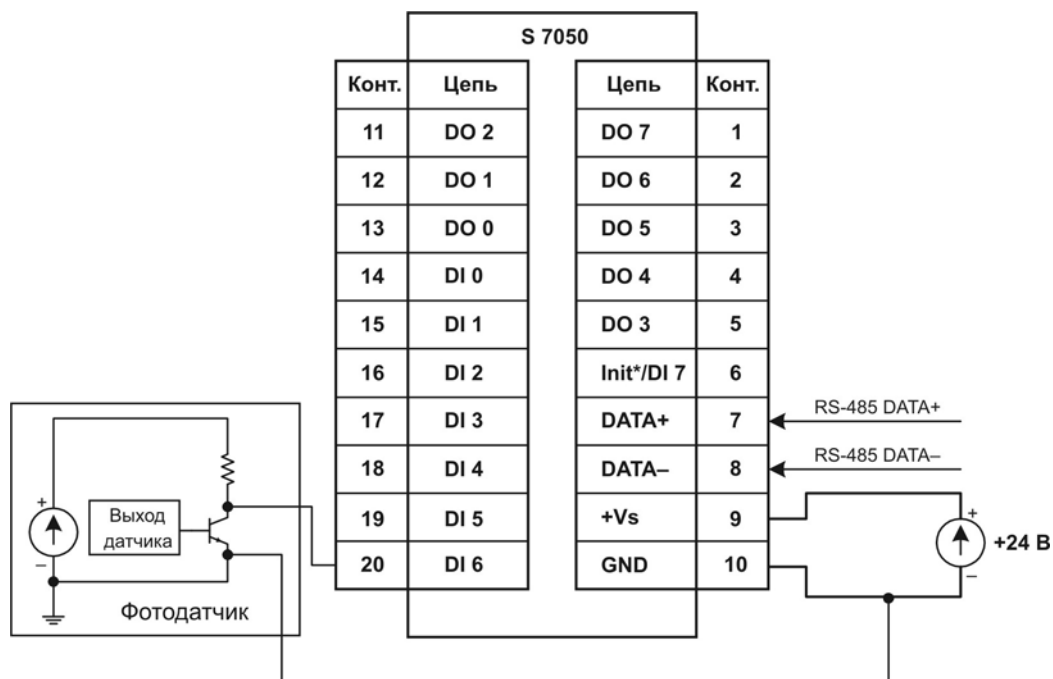 S 7050
Конт. Цепь Цепь Конт.
11 DO 2 DO 7 1
12 DO 1 DO 6 2
13 DO 0 DO 5 3
14 DI 0 DO 4 4
15 DI 1 DO 3 5
16 DI 2 Init*/DI 7 6
17 DI 3 DATA+ 7 RS-485 DATA+
18 DI 4 DATA– 8 RS-485 DATA–
19 DI 5 +Vs 9
20 DI 6 GND 10
+
Выход
датчика
–
Фотодатчик
+
+24 В
–